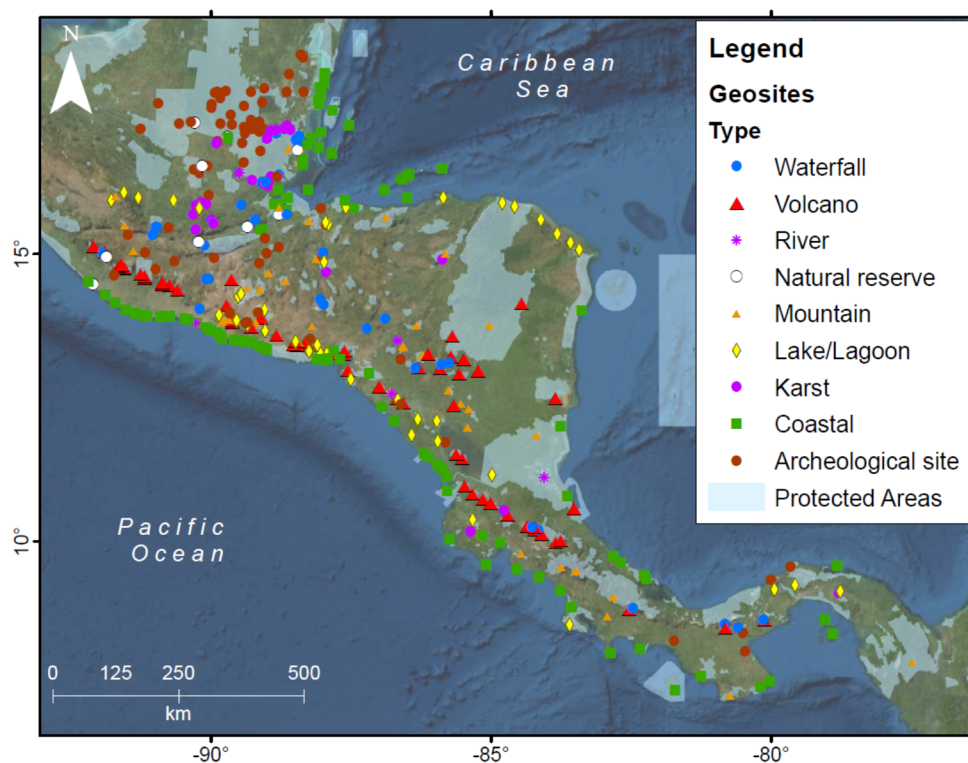 N
Caribbean
Sea
Legend
Geosites
Type
Waterfall
Volcano
River
Natural reserve
Mountain
Lake/Lagoon
Karst
Coastal
Archeological site
Protected Areas
15°
10°
Pacific
Ocean
0 125 250 500
km
-90° -85° -80°